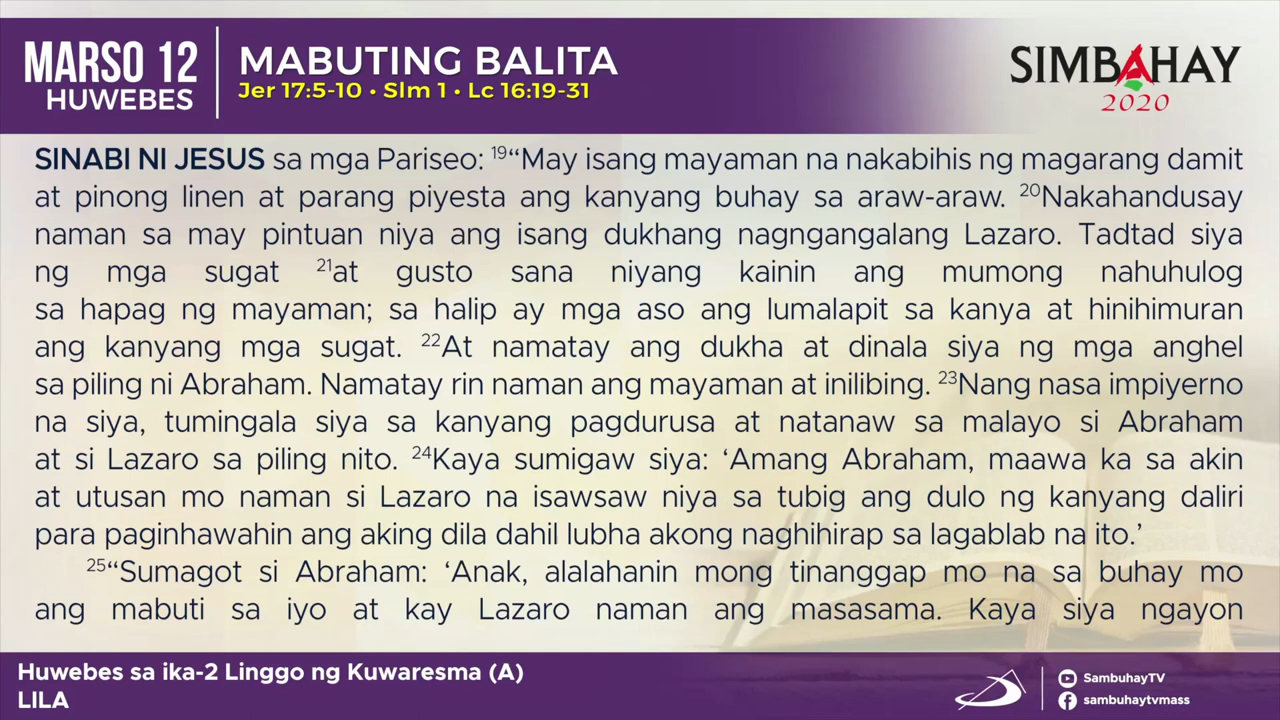 MARSO 12
HUWEBES
MABUTING BALITA
Jer 17:5-10 • Slm 1 • Lc 16:19-31
SIMBAHAY
2020
SINABI NI JESUS sa mga Pariseo: 19“May isang mayaman na nakabihis ng magarang damit
at pinong linen at parang piyesta ang kanyang buhay sa araw-araw. 20Nakahandusay
naman sa may pintuan niya ang isang dukhang nagngangalang Lazaro. Tadtad siya
ng mga sugat 21at gusto sana niyang kainin ang mumong nahuhulog
sa hapag ng mayaman; sa halip ay mga aso ang lumalapit sa kanya at hinihimuran
ang kanyang mga sugat. 22At namatay ang dukha at dinala siya ng mga anghel
sa piling ni Abraham. Namatay rin naman ang mayaman at inilibing. 23Nang nasa impiyerno
na siya, tumingala siya sa kanyang pagdurusa at natanaw sa malayo si Abraham
at si Lazaro sa piling nito. 24Kaya sumigaw siya: ‘Amang Abraham, maawa ka sa akin
at utusan mo naman si Lazaro na isawsaw niya sa tubig ang dulo ng kanyang daliri
para paginhawahin ang aking dila dahil lubha akong naghihirap sa lagablab na ito.’
25“Sumagot si Abraham: ‘Anak, alalahanin mong tinanggap mo na sa buhay mo
ang mabuti sa iyo at kay Lazaro naman ang masasama. Kaya siya ngayon
Huwebes sa ika-2 Linggo ng Kuwaresma (A)
LILA
SambuhayTV
sambuhaytvmass